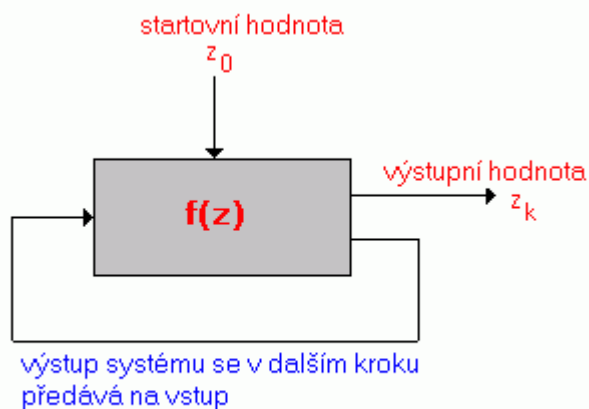 startovní hodnota
z0
f(z)
výstupní hodnota
zk
výstup systému se v dalším kroku
předává na vstup